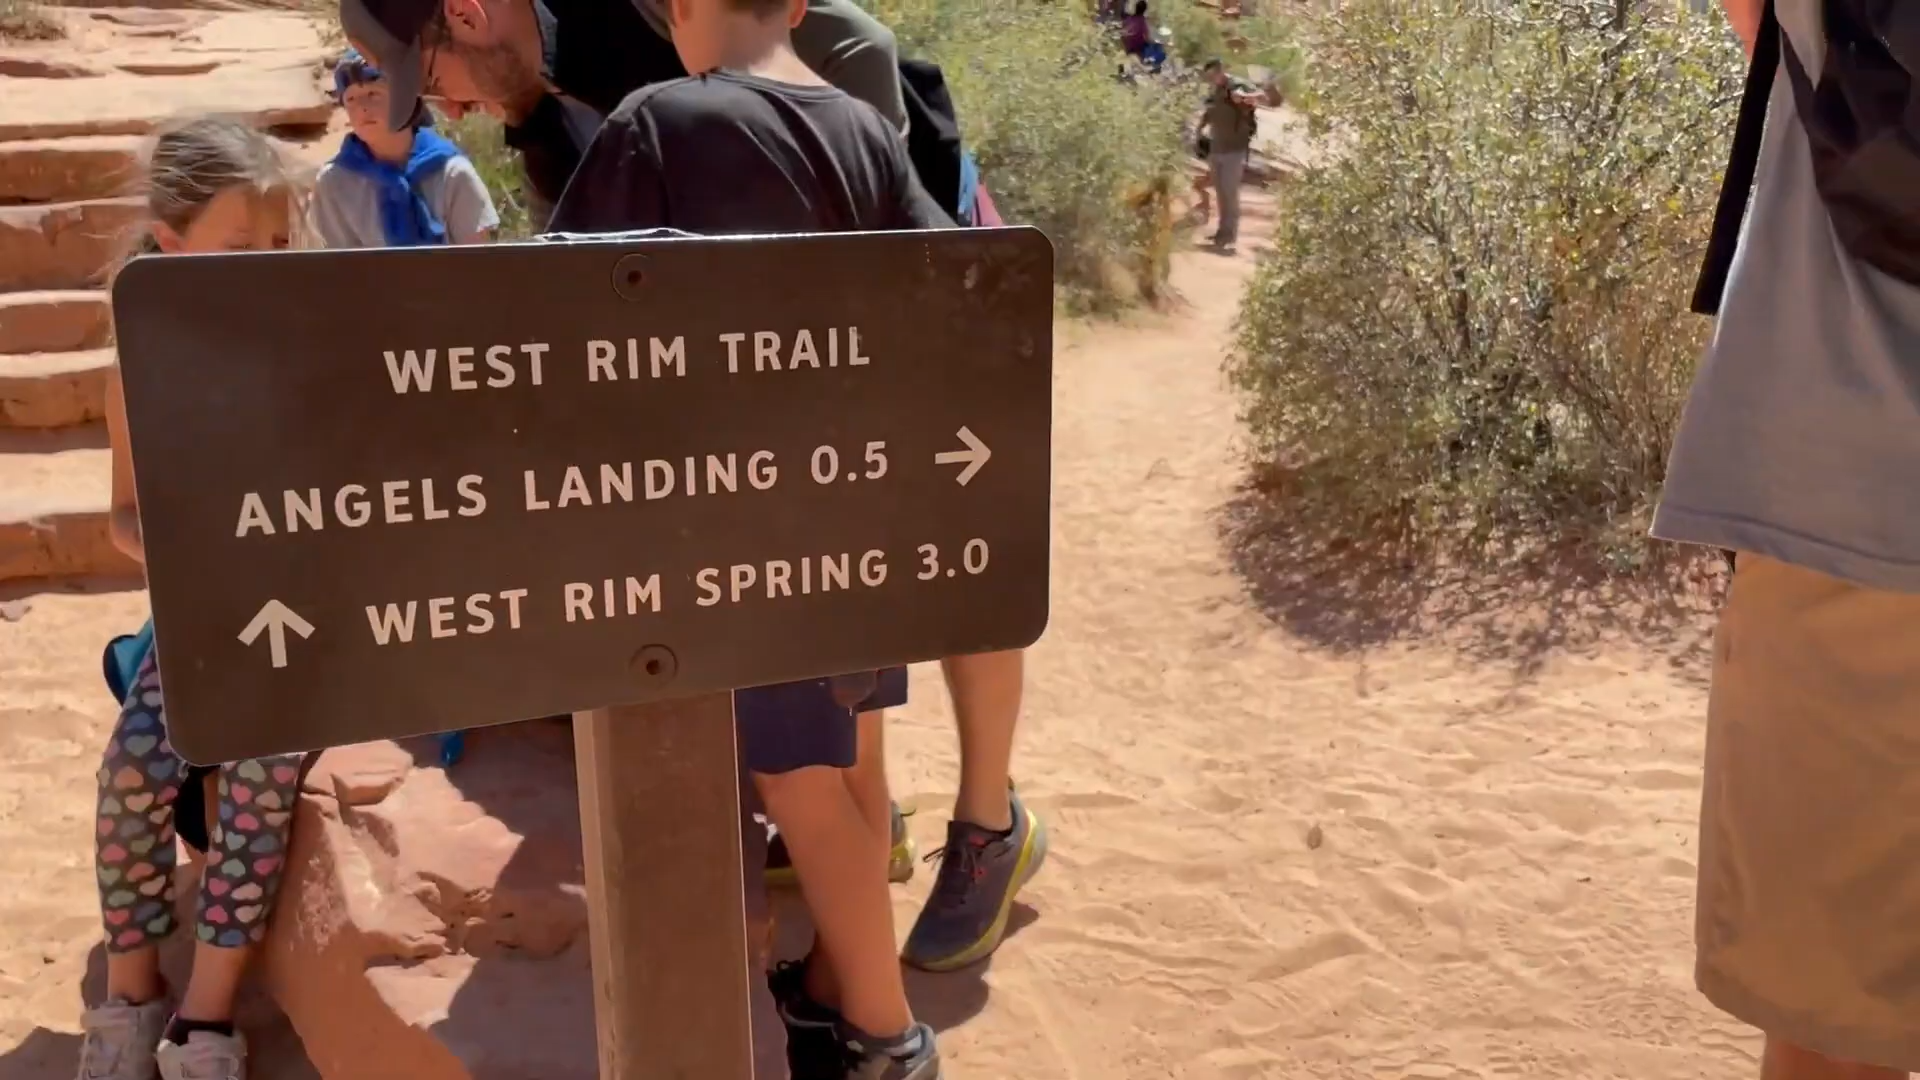 WEST RIM TRAIL
ANGELS LANDING 0.5 →
↑ WEST RIM SPRING 3.0